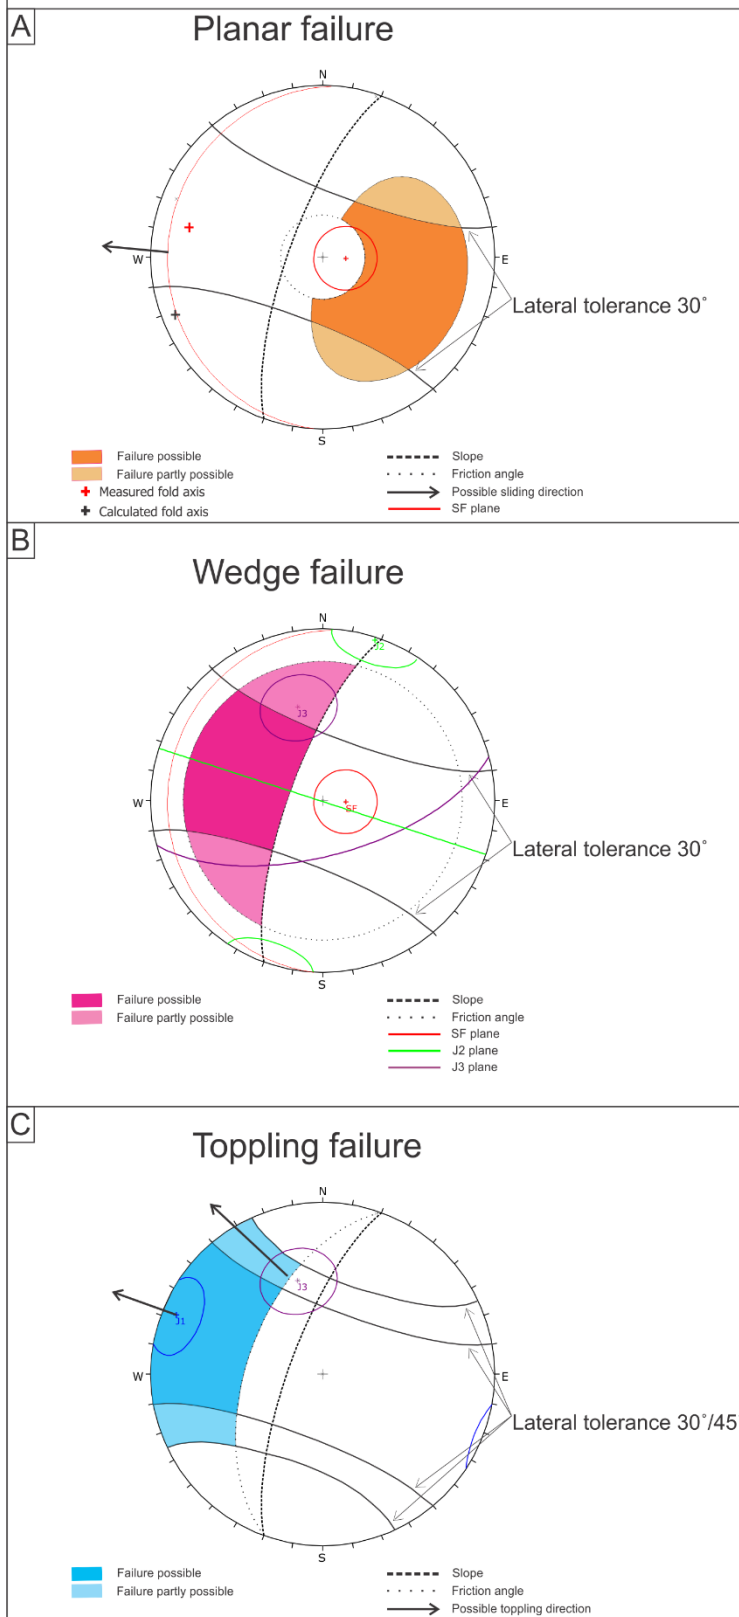 A
Planar failure
N
W
E
S
Lateral tolerance 30˚
Failure possible
Failure partly possible
Measured fold axis
Calculated fold axis
Slope
Friction angle
Possible sliding direction
SF plane
B
Wedge failure
N
J2
J3
SF
W
E
S
Lateral tolerance 30˚
Failure possible
Failure partly possible
Slope
Friction angle
SF plane
J2 plane
J3 plane
C
Toppling failure
N
J3
J1
W
E
S
Lateral tolerance 30˚/45
Failure possible
Failure partly possible
Slope
Friction angle
Possible toppling direction